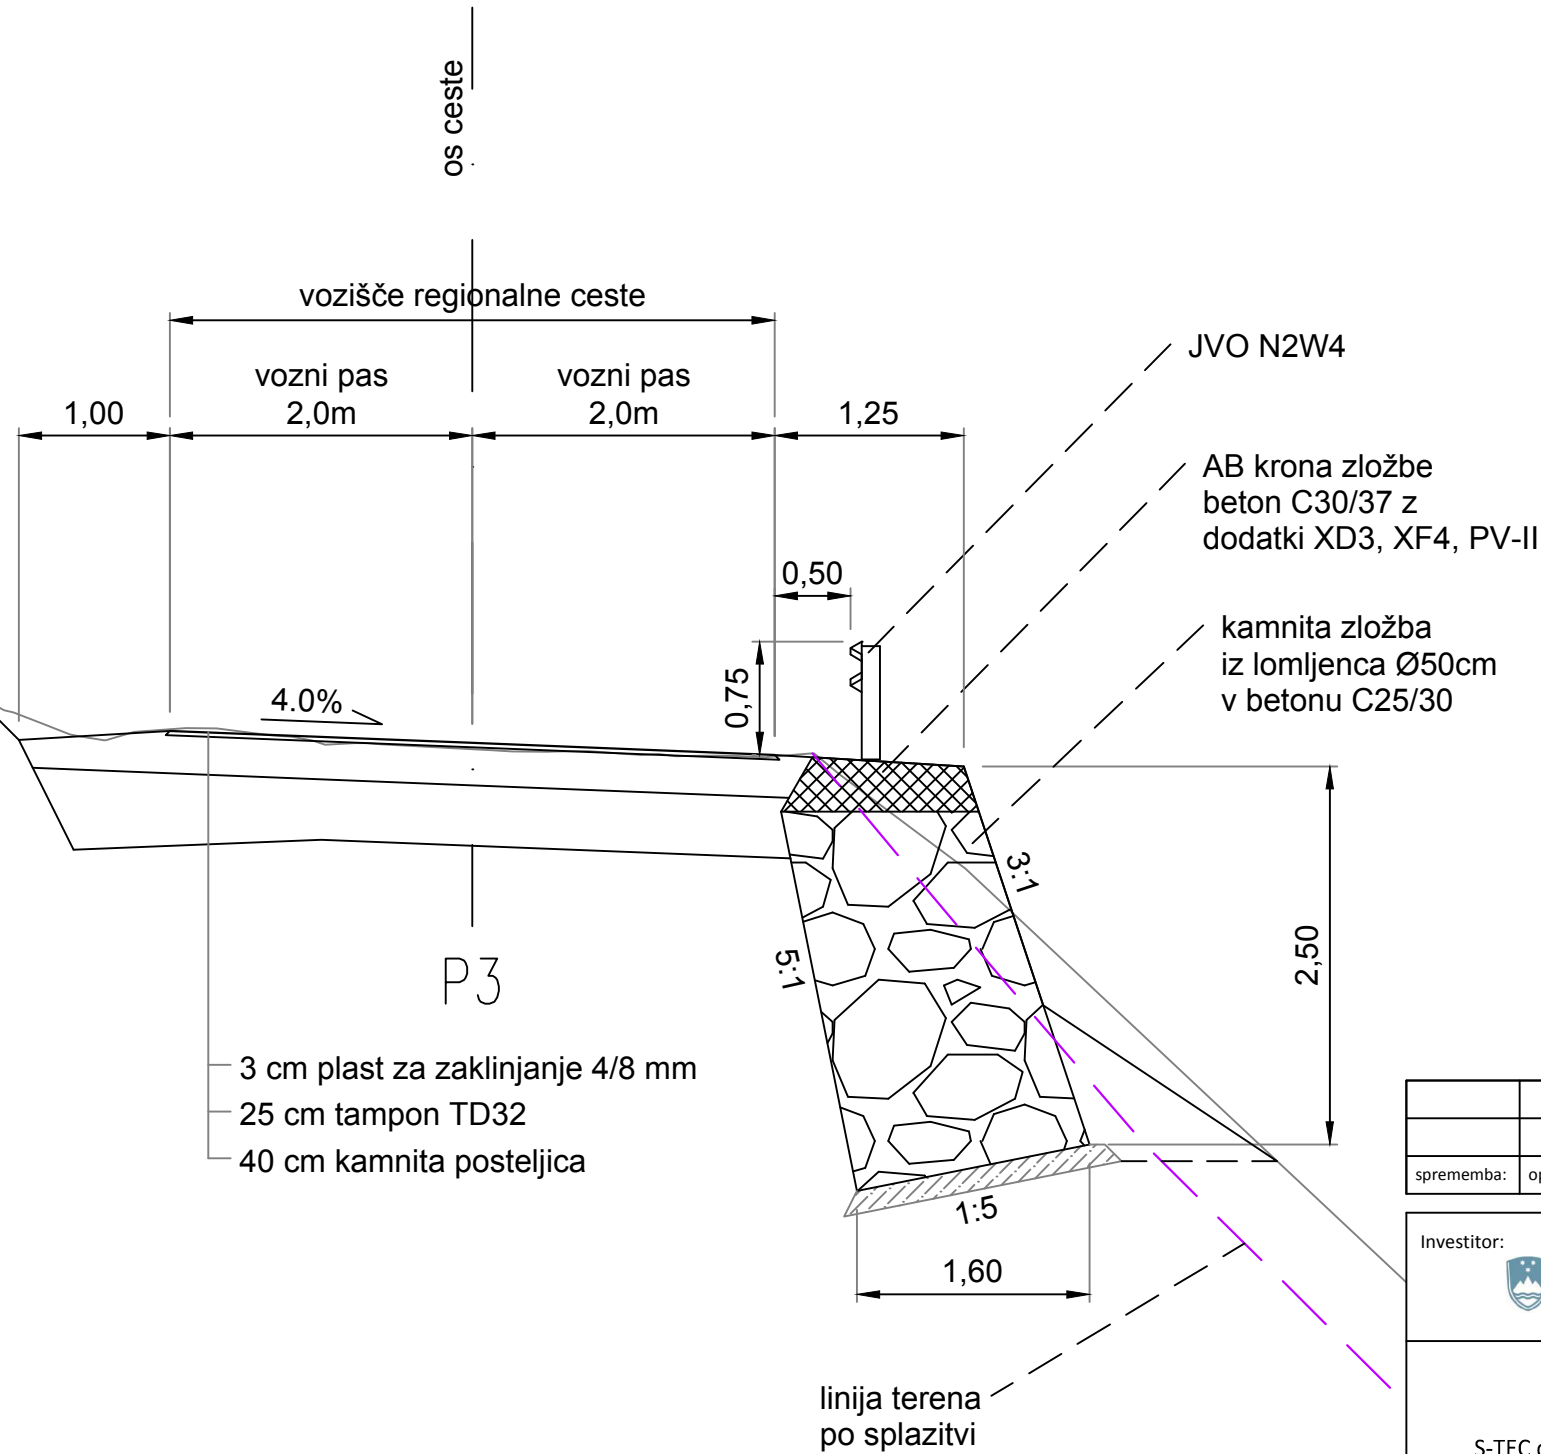 os ceste
vozišče regionalne ceste
vozni pas
2,0m
vozni pas
2,0m
1,00
1,25
JVO N2W4
AB krona zložbe
beton C30/37 z
dodatki XD3, XF4, PV-II
0,50
kamnita zložba
iz lomljenca Ø50cm
v betonu C25/30
0,75
4.0%
3:1
5:1
2,50
P3
3 cm plast za zaklinjanje 4/8 mm
25 cm tampon TD32
40 cm kamnita posteljica
1:5
1,60
linija terena
po splazitvi
sprememba:
Investitor:
S-TEC